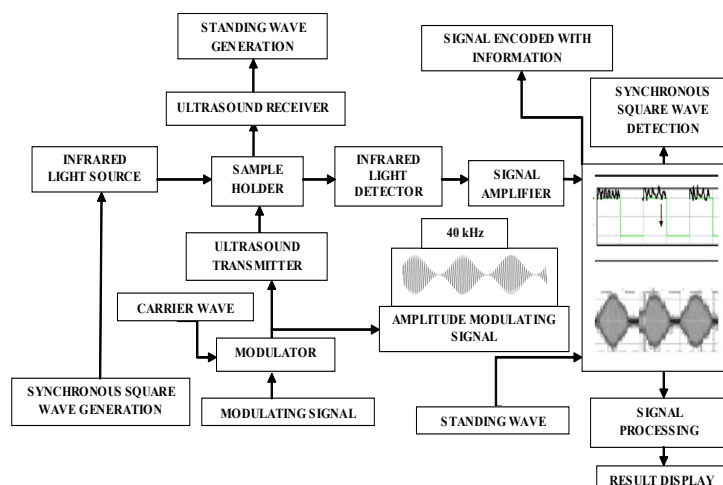 STANDING WAVE
GENERATION
SIGNAL ENCODED WITH
INFORMATION
ULTRASOUND RECEIVER
SYNCHRONOUS
SQUARE WAVE
DETECTION
INFRARED
LIGHT SOURCE
SAMPLE
HOLDER
INFRARED
LIGHT
DETECTOR
SIGNAL
AMPLIFIER
ULTRASOUND
TRANSMITTER
40 kHz
CARRIER WAVE
AMPLITUDE MODULATING
SIGNAL
MODULATOR
SYNCHRONOUS SQUARE
WAVE GENERATION
MODULATING SIGNAL
STANDING WAVE
SIGNAL
PROCESSING
RESULT DISPLAY